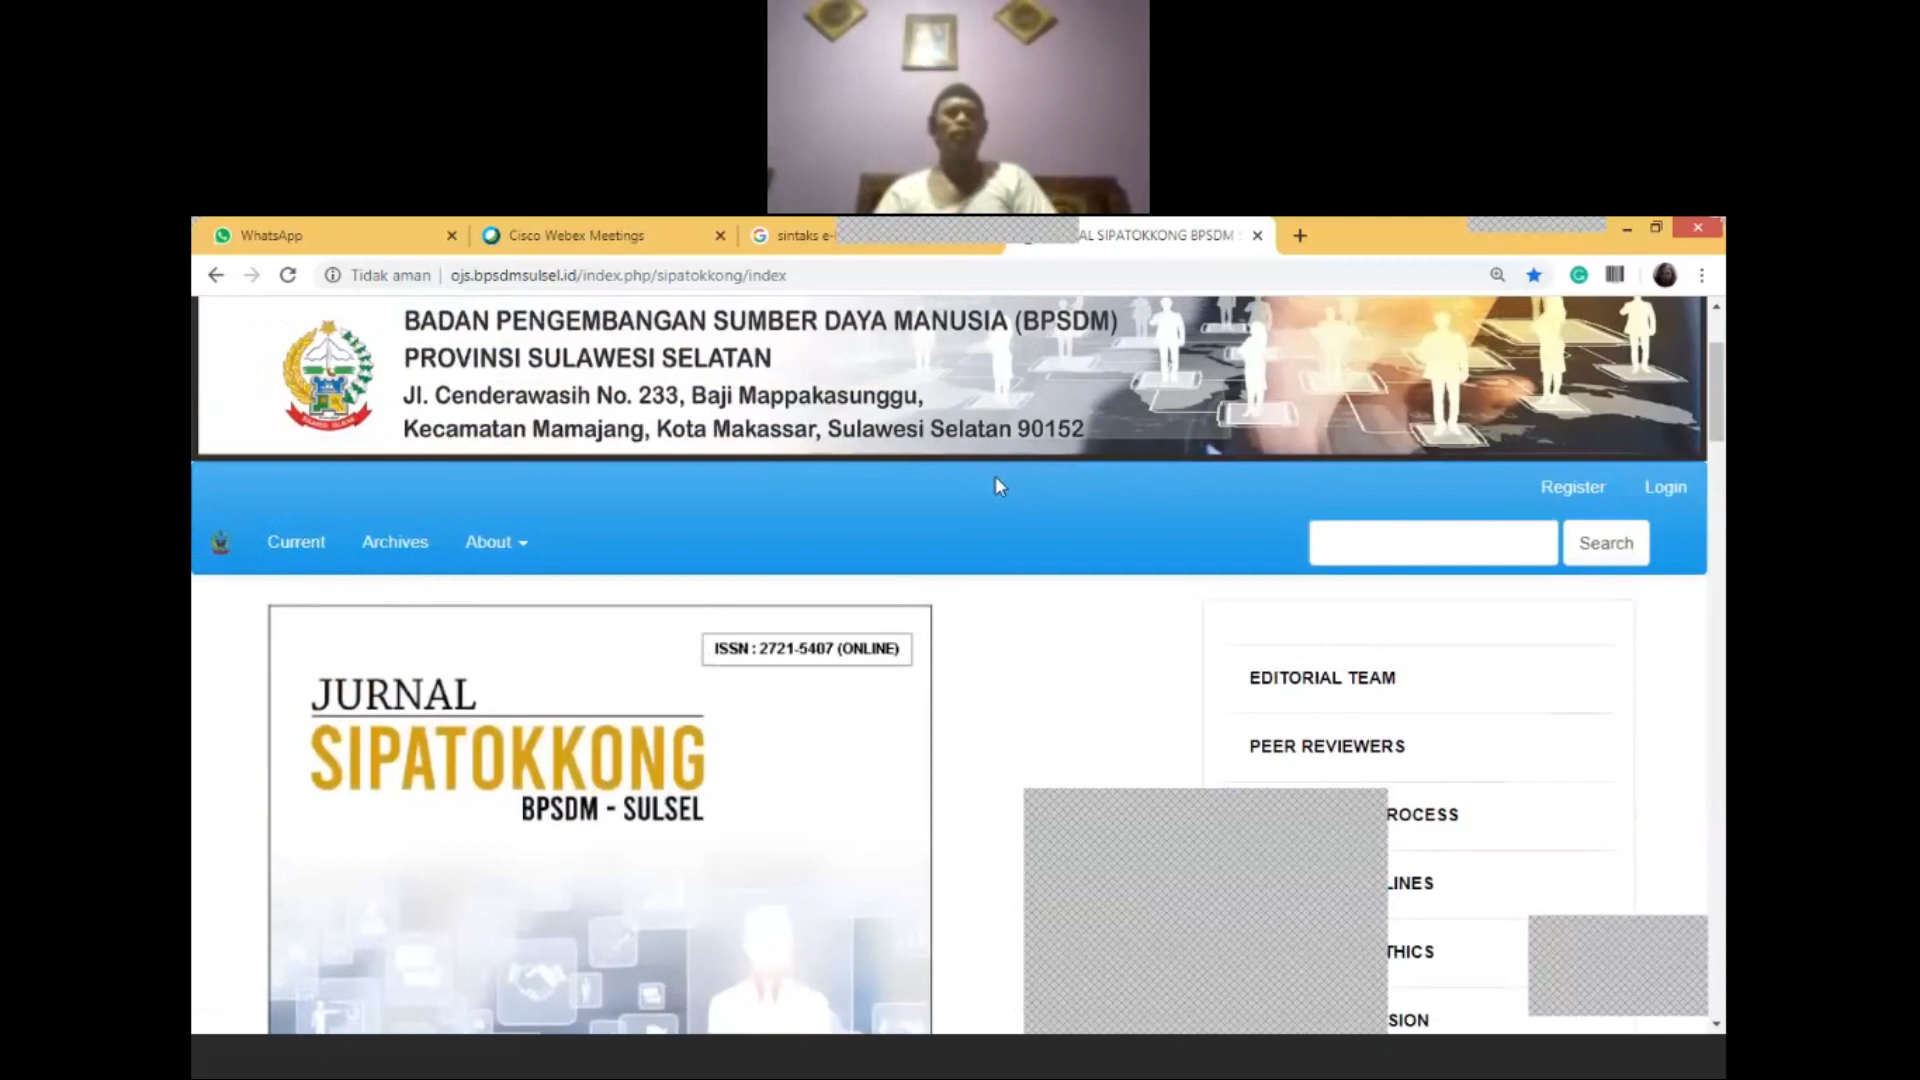 WhatsApp
Cisco Webex Meetings
sintaks e-
AL SIPATOKKONG BPSDM
Tidak aman | ojs.bpsdmsulsel.id/index.php/sipatokkong/index
BADAN PENGEMBANGAN SUMBER DAYA MANUSIA (BPSDM)
PROVINSI SULAWESI SELATAN
Jl. Cenderawasih No. 233, Baji Mappakasunggu,
Kecamatan Mamajang, Kota Makassar, Sulawesi Selatan 90152
Register Login
Current Archives About
Search
ISSN : 2721-5407 (ONLINE)
JURNAL
SIPATOKKONG
BPSDM - SULSEL
EDITORIAL TEAM
PEER REVIEWERS
ROCESS
LINES
THICS
SION